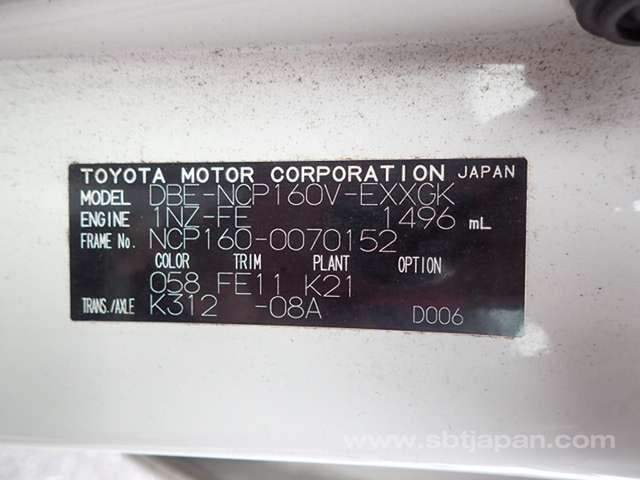 TOYOTA MOTOR CORPORATION JAPAN
MODEL DBE-NCP160V-EXXGK
ENGINE 1NZ-FE 1496 mL
FRAME No. NCP160-0070152
COLOR TRIM PLANT OPTION
058 FE11 K21
TRANS./AXLE K312 -08A D006
www.sbtjapan.com